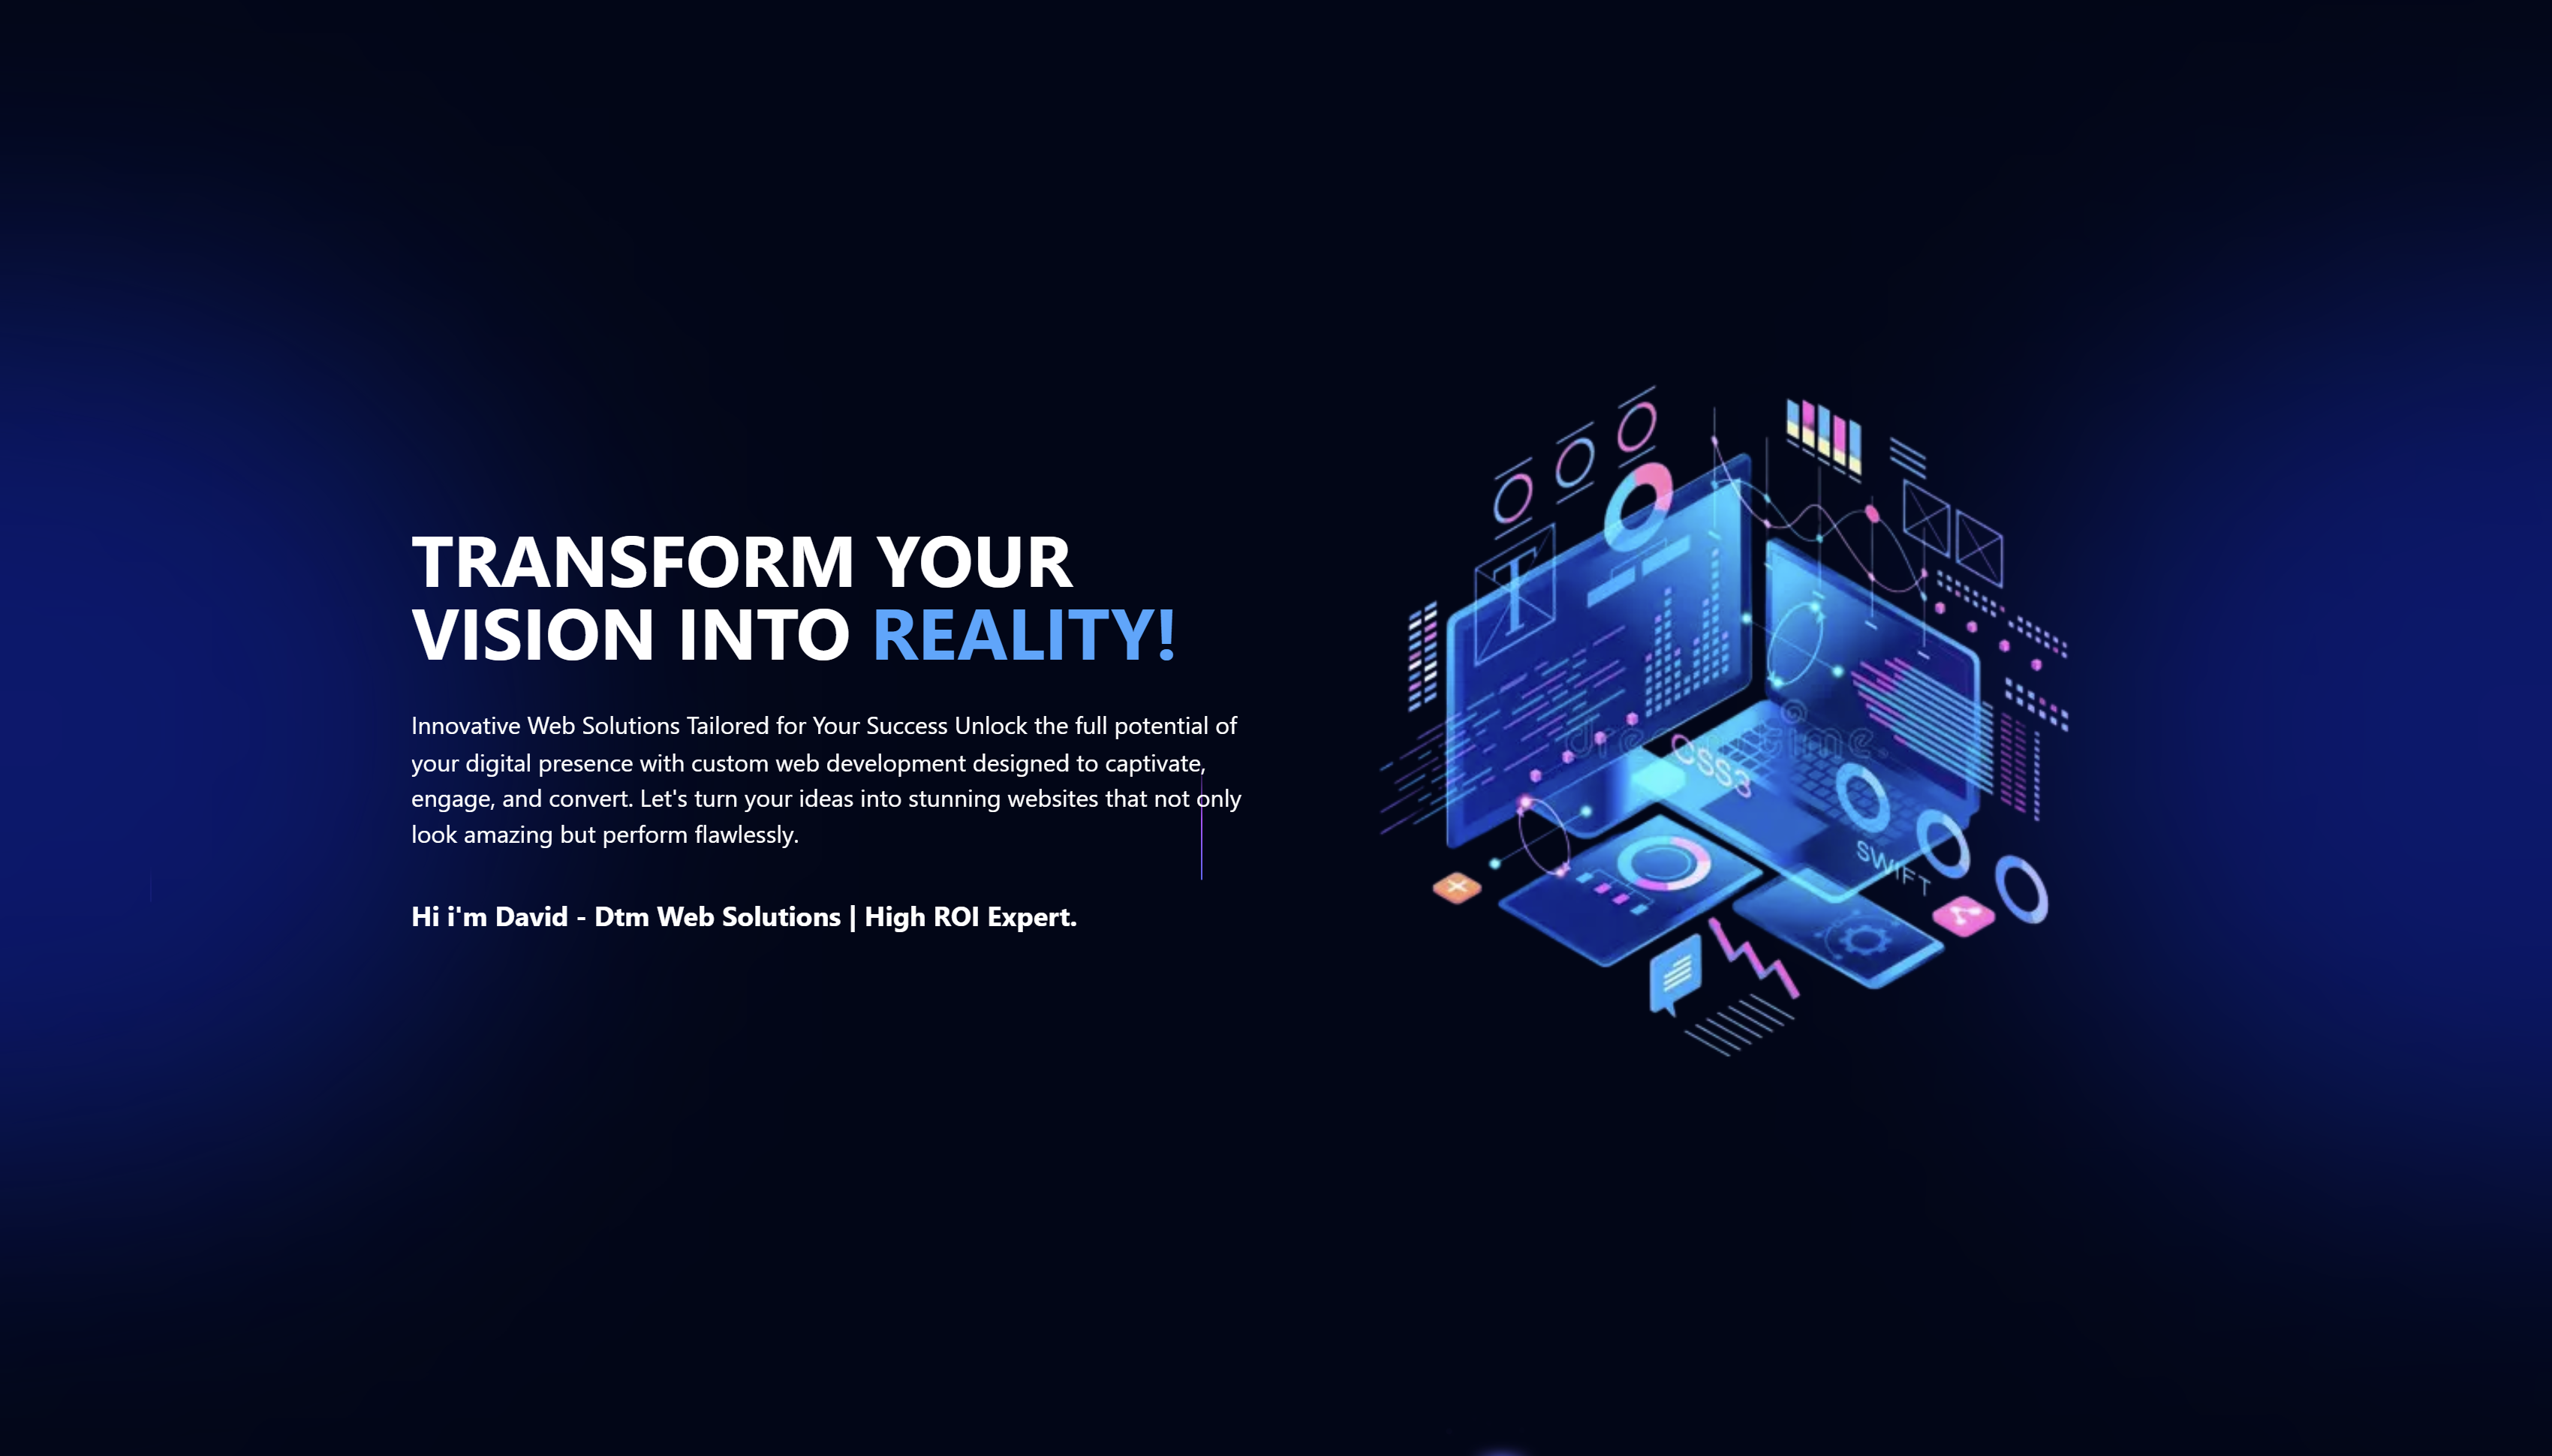 TRANSFORM YOUR
VISION INTO REALITY!
Innovative Web Solutions Tailored for Your Success Unlock the full potential of
your digital presence with custom web development designed to captivate,
engage, and convert. Let's turn your ideas into stunning websites that not only
look amazing but perform flawlessly.
Hi i'm David - Dtm Web Solutions | High ROI Expert.
T
dreamstime.
CSS3
SWIFT